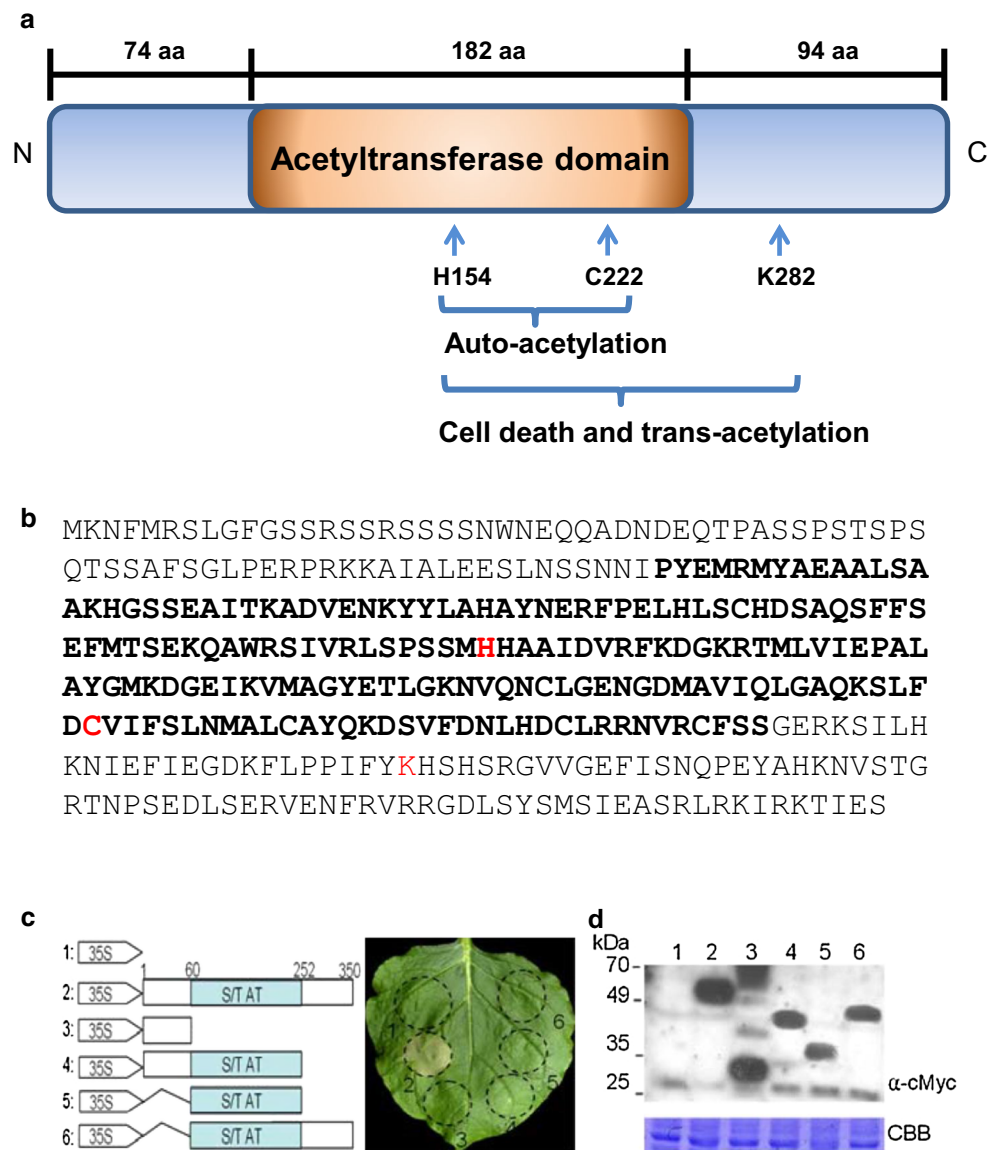 a
74 aa 182 aa 94 aa
N Acetyltransferase domain C
H154 C222 K282
Auto-acetylation
Cell death and trans-acetylation
b
MKNFMRSLGFGSSRSSRSSSSNWNEQQADNDEQTPASSPSTSPS
QTSSAFSGLPERPRKKAIALEESLNSSNNIPYEMRMYAEAALSA
AKHGSSEAITKADVENKYYLAHAYNERFPELHLSCHDSAQSFFS
EFMTSEKQAWRSIVRLSPSSMHHAAIDVRFKDGKRTMLVIEPAL
AYGMKDGEIKVMAGYETLGKNVQNCLGENGDMAVIQLGAQKSLF
DCVIFSLNMALCAYQKDSVFDNLHDCLRRNVRCFSSGERKSILH
KNIEFIEGDKFLPPIFYKHSHSRGVVGEFISNQPEYAHKNVSTG
RTNPSEDLSERVENFRVRRGDLSYSMSIEASRLRKIRKTIES
c
1: 35S
1 60 252 350
2: 35S S/T AT
3: 35S
4: 35S S/T AT
5: 35S S/T AT
6: 35S S/T AT
1 6
2 5
3 4
d
kDa 1 2 3 4 5 6
70
49
35
25
α-cMyc
CBB